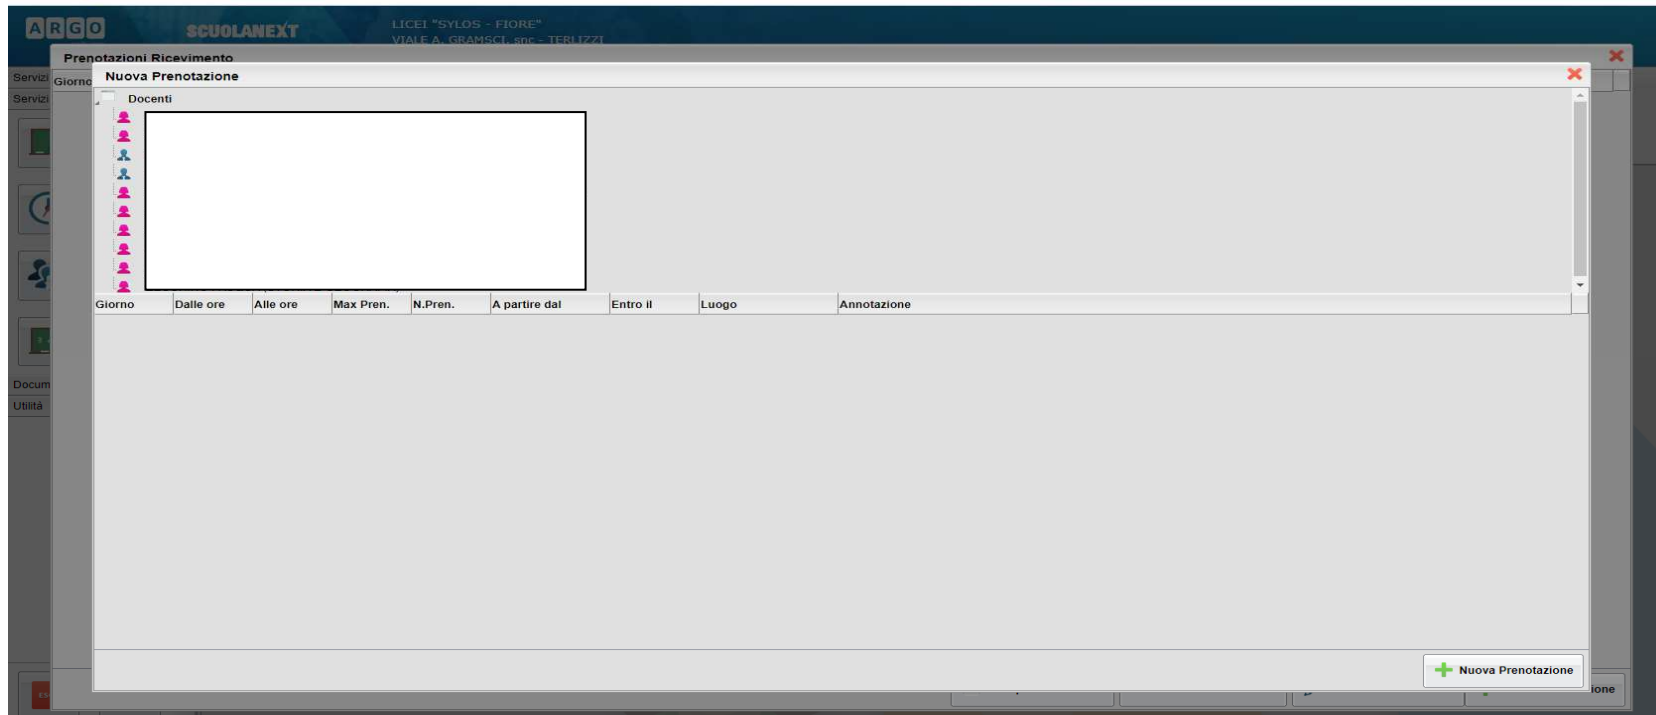 ARGO
SCUOLANEXT
LICEI "SYLOS - FIORE"
VIALE A. GRAMSCI, snc - TERLIZZI
Prenotazioni Ricevimento
Nuova Prenotazione
Servizi
Giorno
Servizi
Docenti
Giorno Dalle ore Alle ore Max Pren. N.Pren. A partire dal Entro il Luogo Annotazione
Docum
Utilità
Nuova Prenotazione
ione